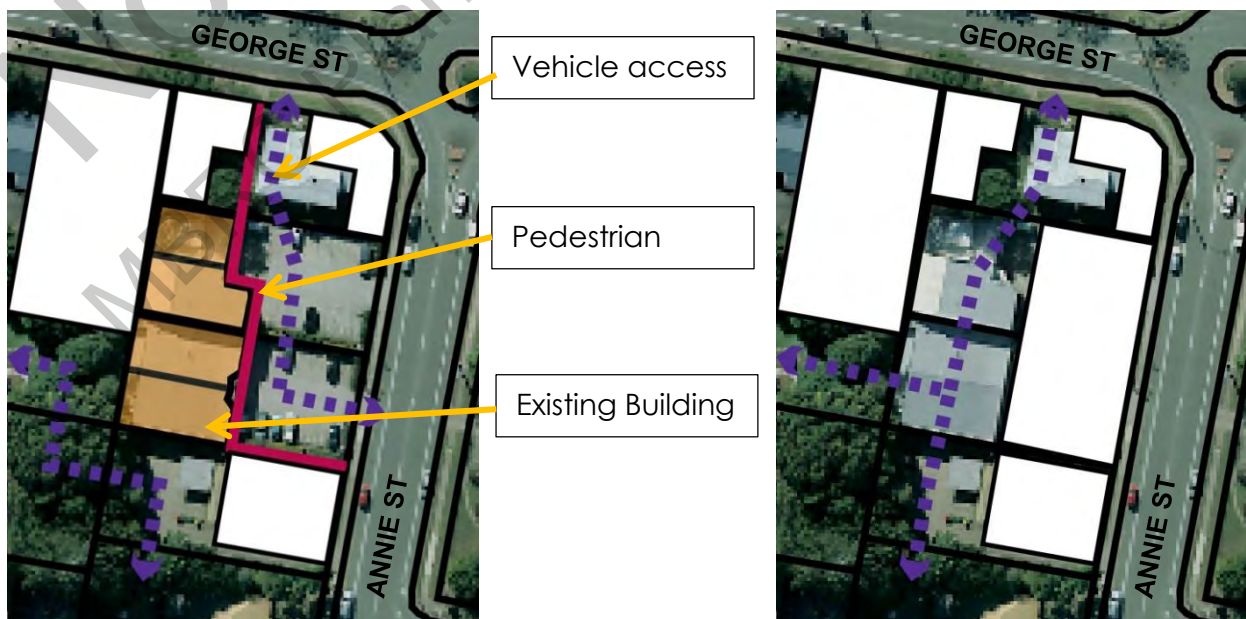 GEORGE ST
Vehicle access
Pedestrian
Existing Building
ANNIE ST
GEORGE ST
ANNIE ST